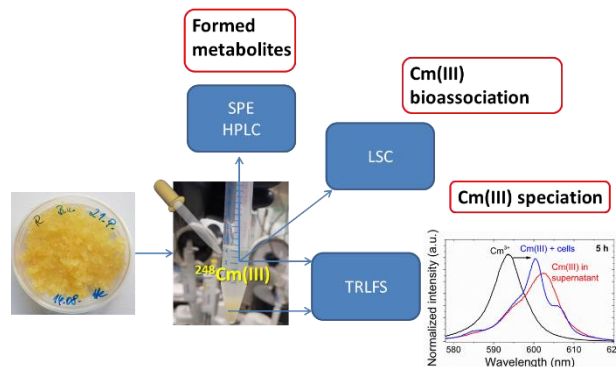 Formed
metabolites
Cm(III)
bioassociation
SPE
HPLC
LSC
Cm(III) speciation
²⁴⁸Cm(III)
TRLFS
Cm³⁺
Cm(III) + cells
5 h
Cm(III) in
supernatant
Normalized intensity (a.u.)
580 590 600 610 62
Wavelength (nm)
R